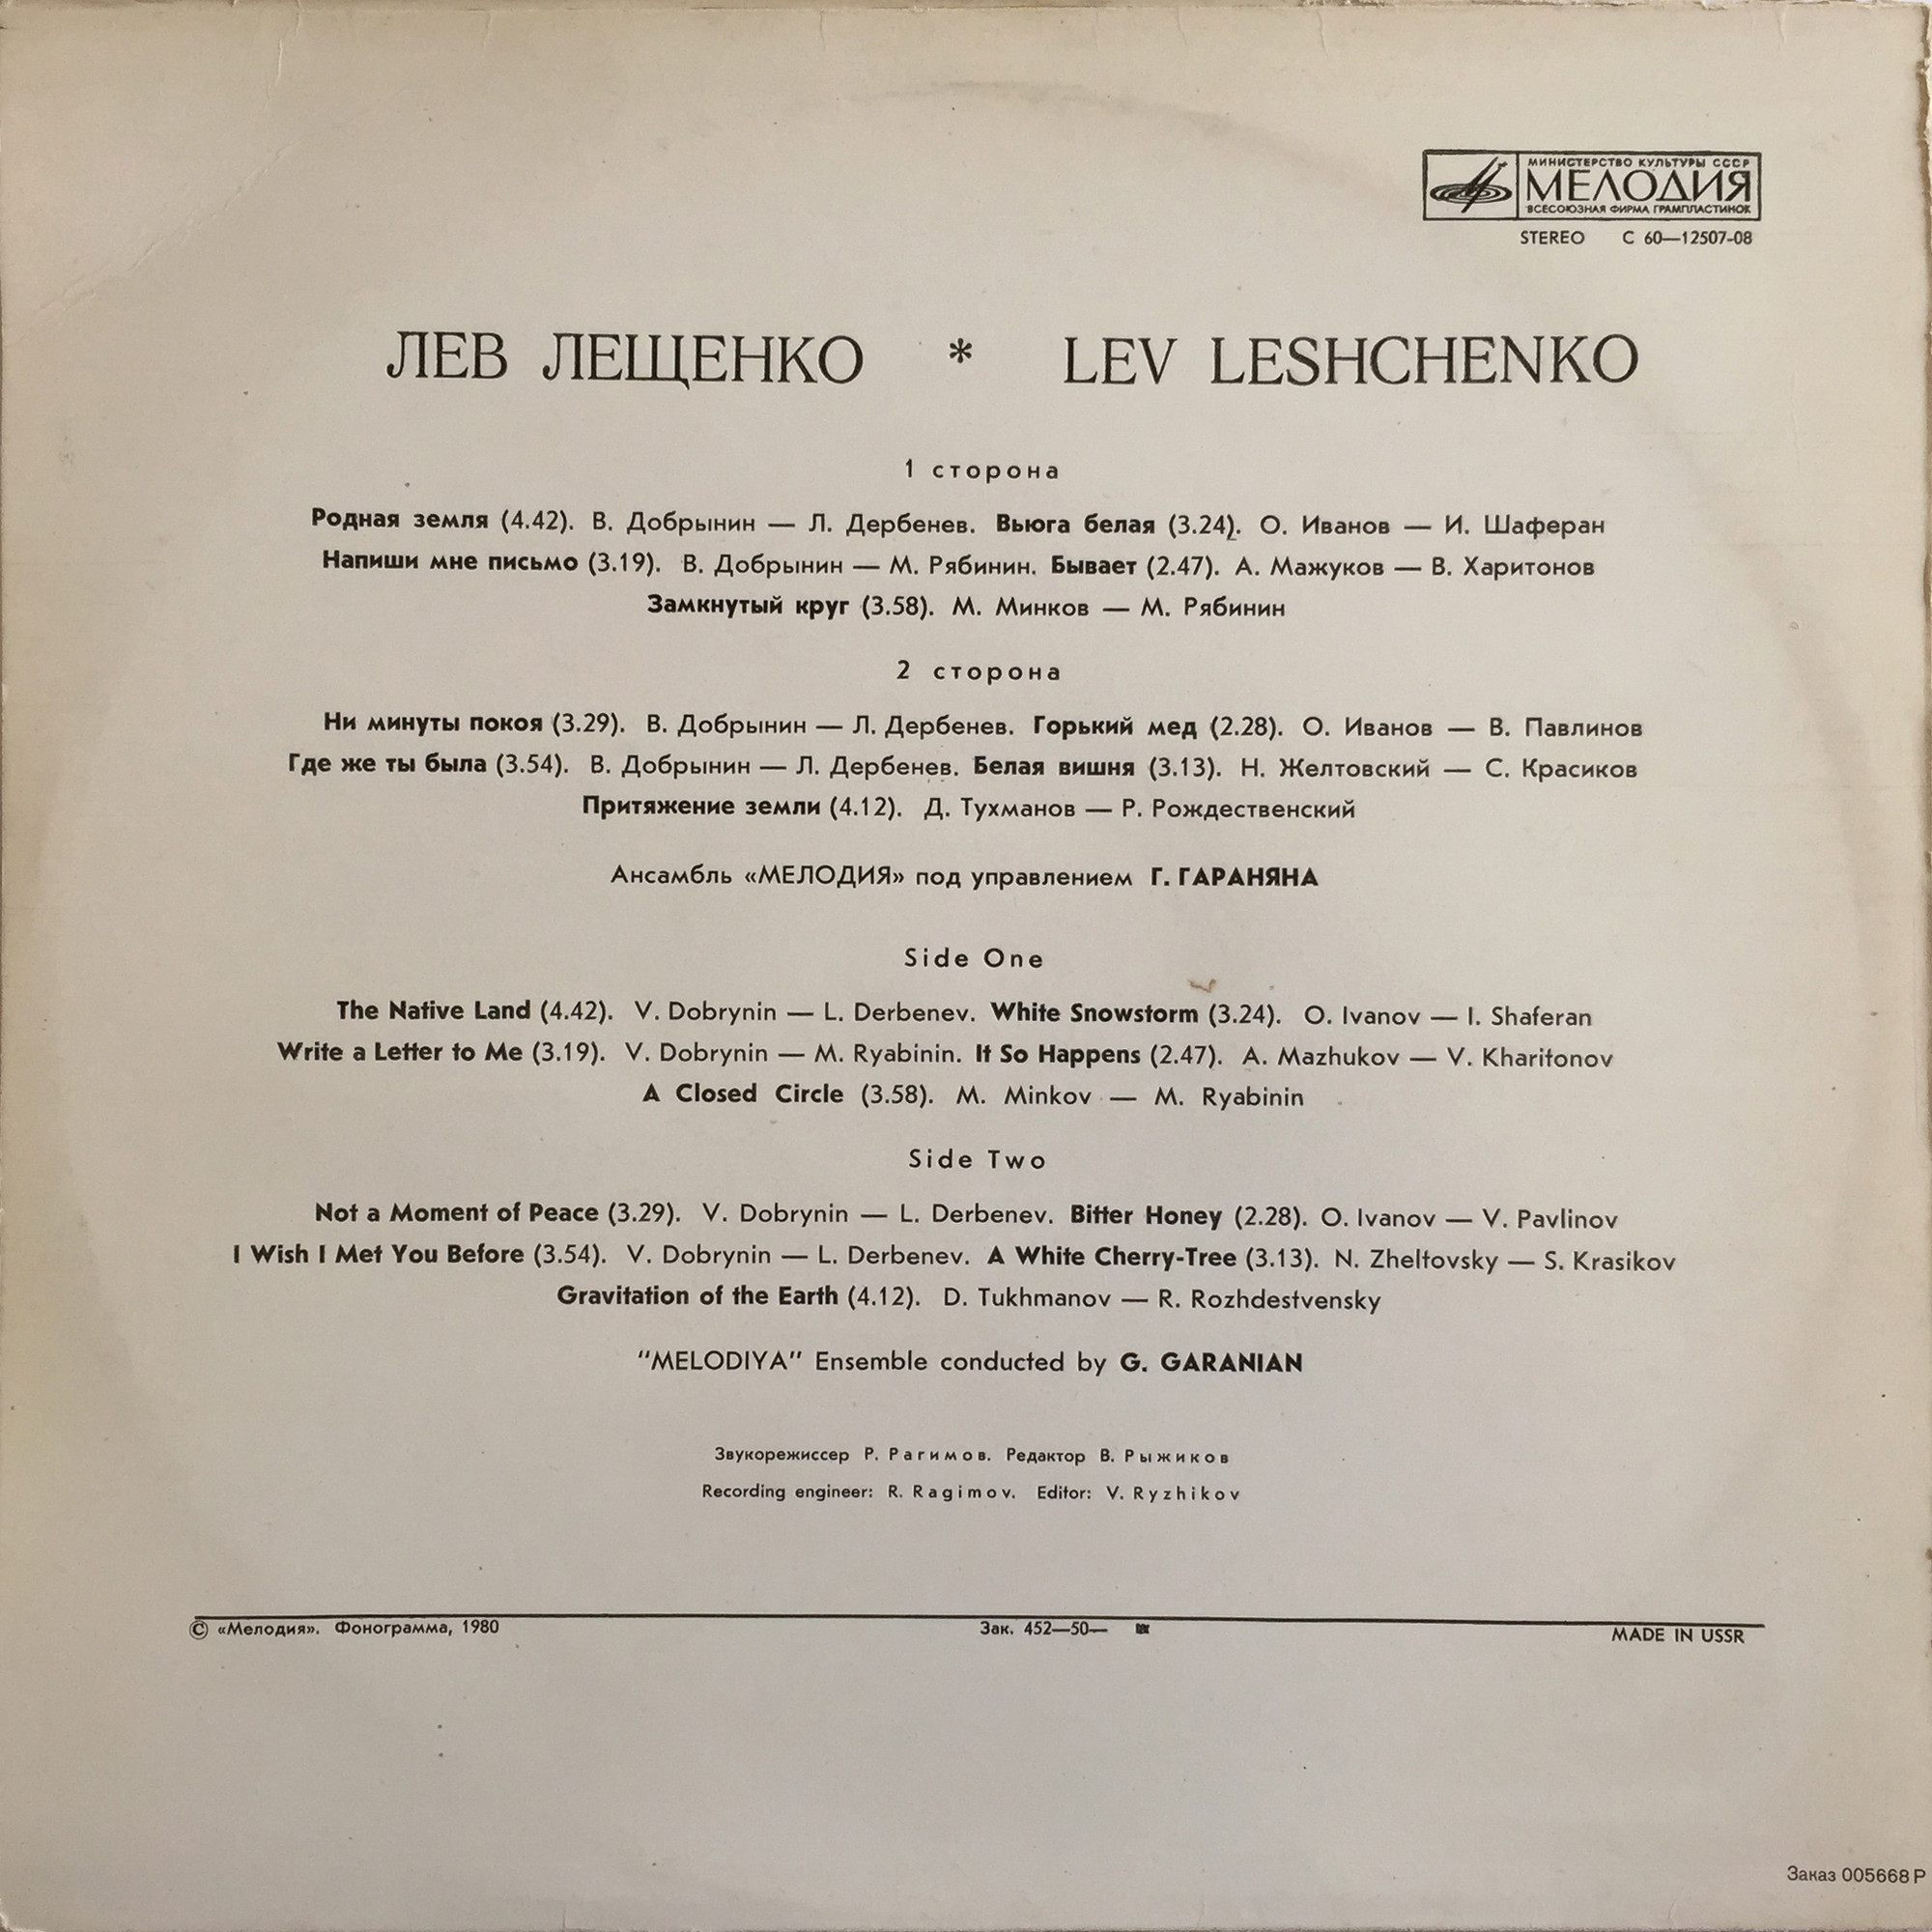 МИНИСТЕРСТВО КУЛЬТУРЫ СССР
МЕЛОДИЯ
ВСЕСОЮЗНАЯ ФИРМА ГРАМПЛАСТИНОК
STEREO С 60—12507-08
ЛЕВ ЛЕЩЕНКО * LEV LESHCHENKO
1 сторона
Родная земля (4.42). В. Добрынин — Л. Дербенев. Вьюга белая (3.24). О. Иванов — И. Шаферан
Напиши мне письмо (3.19). В. Добрынин — М. Рябинин. Бывает (2.47). А. Мажуков — В. Харитонов
Замкнутый круг (3.58). М. Минков — М. Рябинин
2 сторона
Ни минуты покоя (3.29). В. Добрынин — Л. Дербенев. Горький мед (2.28). О. Иванов — В. Павлинов
Где же ты была (3.54). В. Добрынин — Л. Дербенев. Белая вишня (3.13). Н. Желтовский — С. Красиков
Притяжение земли (4.12). Д. Тухманов — Р. Рождественский
Ансамбль «МЕЛОДИЯ» под управлением Г. ГАРАНЯНА
Side One
The Native Land (4.42). V. Dobrynin — L. Derbenev. White Snowstorm (3.24). O. Ivanov — I. Shaferan
Write a Letter to Me (3.19). V. Dobrynin — M. Ryabinin. It So Happens (2.47). A. Mazhukov — V. Kharitonov
A Closed Circle (3.58). M. Minkov — M. Ryabinin
Side Two
Not a Moment of Peace (3.29). V. Dobrynin — L. Derbenev. Bitter Honey (2.28). O. Ivanov — V. Pavlinov
I Wish I Met You Before (3.54). V. Dobrynin — L. Derbenev. A White Cherry-Tree (3.13). N. Zheltovsky — S. Krasikov
Gravitation of the Earth (4.12). D. Tukhmanov — R. Rozhdestvensky
"MELODIYA" Ensemble conducted by G. GARANIAN
Звукорежиссер Р. Рагимов. Редактор В. Рыжиков
Recording engineer: R. Ragimov. Editor: V. Ryzhikov
© «Мелодия». Фонограмма, 1980 Зак. 452—50— MADE IN USSR
Заказ 005668 Р